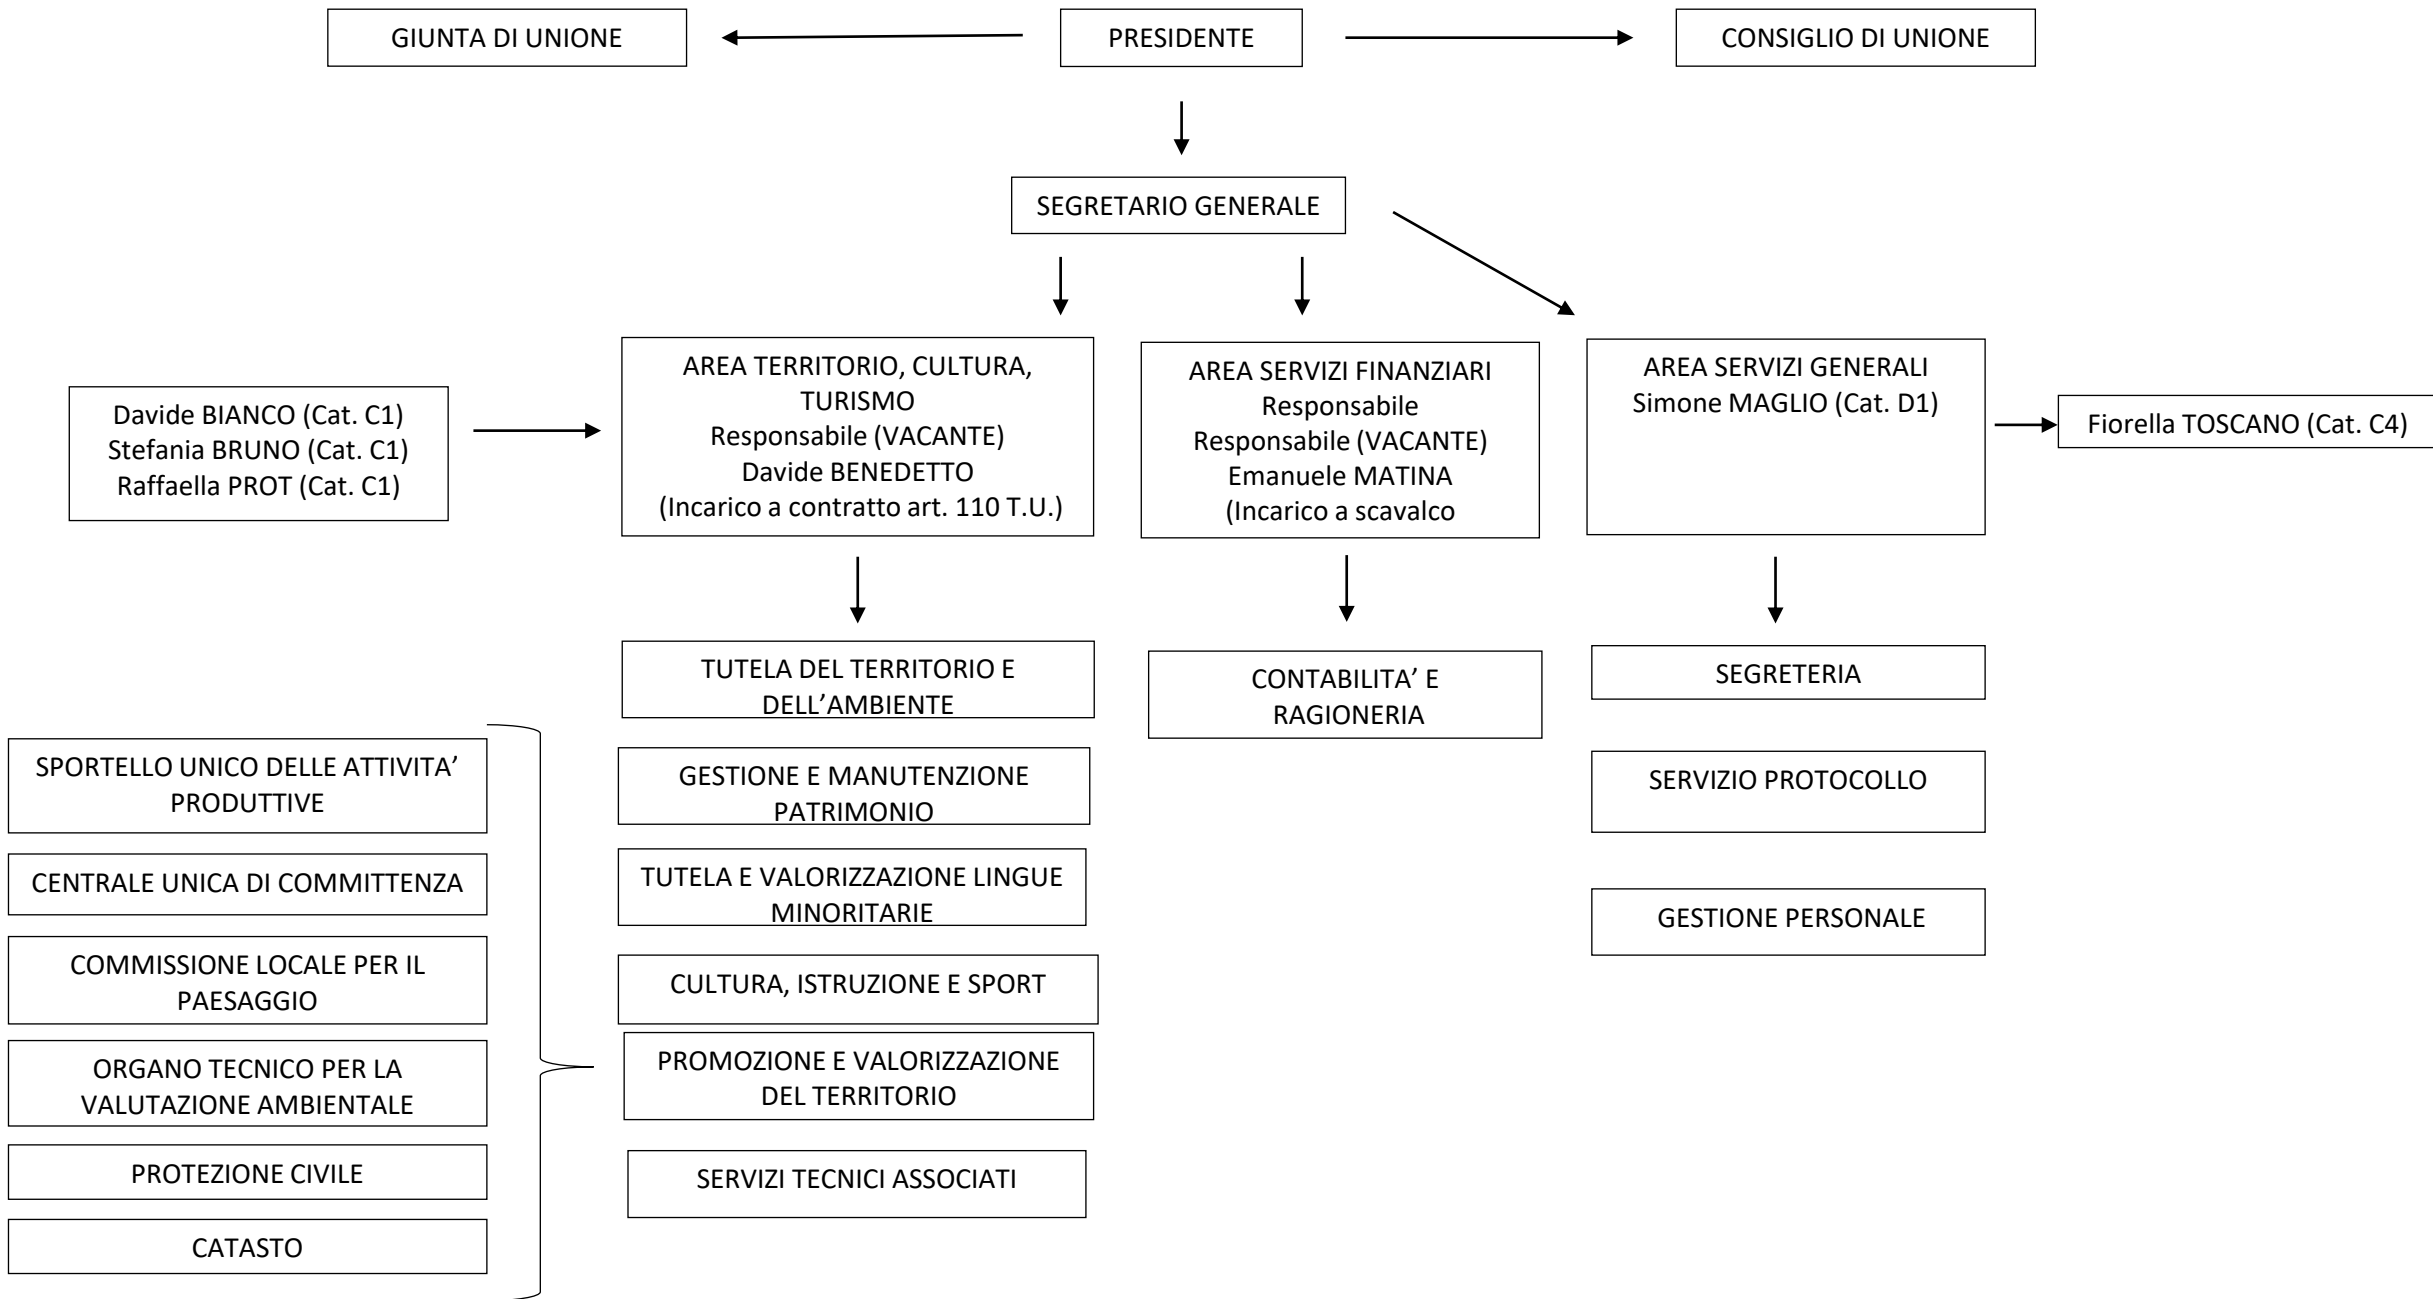 GIUNTA DI UNIONE
PRESIDENTE
CONSIGLIO DI UNIONE
SEGRETARIO GENERALE
Davide BIANCO (Cat. C1)
Stefania BRUNO (Cat. C1)
Raffaella PROT (Cat. C1)
AREA TERRITORIO, CULTURA,
TURISMO
Responsabile (VACANTE)
Davide BENEDETTO
(Incarico a contratto art. 110 T.U.)
AREA SERVIZI FINANZIARI
Responsabile
Responsabile (VACANTE)
Emanuele MATINA
(Incarico a scavalco
AREA SERVIZI GENERALI
Simone MAGLIO (Cat. D1)
Fiorella TOSCANO (Cat. C4)
TUTELA DEL TERRITORIO E
DELL’AMBIENTE
GESTIONE E MANUTENZIONE
PATRIMONIO
TUTELA E VALORIZZAZIONE LINGUE
MINORITARIE
CULTURA, ISTRUZIONE E SPORT
PROMOZIONE E VALORIZZAZIONE
DEL TERRITORIO
SERVIZI TECNICI ASSOCIATI
CONTABILITA’ E
RAGIONERIA
SEGRETERIA
SERVIZIO PROTOCOLLO
GESTIONE PERSONALE
SPORTELLO UNICO DELLE ATTIVITA’
PRODUTTIVE
CENTRALE UNICA DI COMMITTENZA
COMMISSIONE LOCALE PER IL
PAESAGGIO
ORGANO TECNICO PER LA
VALUTAZIONE AMBIENTALE
PROTEZIONE CIVILE
CATASTO